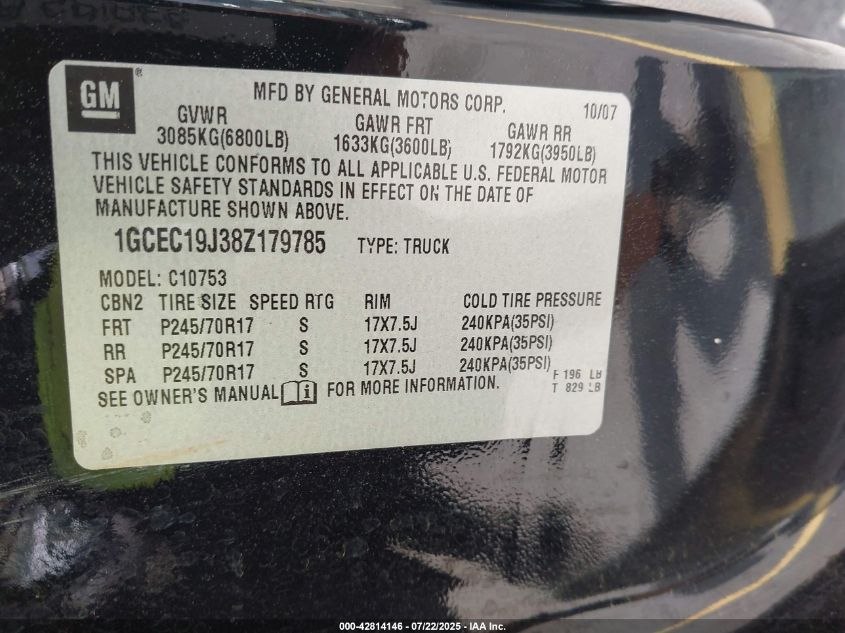 GM
MFD BY GENERAL MOTORS CORP. 10/07
GVWR GAWR FRT GAWR RR
3085KG(6800LB) 1633KG(3600LB) 1792KG(3950LB)
THIS VEHICLE CONFORMS TO ALL APPLICABLE U.S. FEDERAL MOTOR
VEHICLE SAFETY STANDARDS IN EFFECT ON THE DATE OF
MANUFACTURE SHOWN ABOVE.
1GCEC19J38Z179785 TYPE: TRUCK
MODEL: C10753
CBN2 TIRE SIZE SPEED RTG RIM COLD TIRE PRESSURE
FRT P245/70R17 S 17X7.5J 240KPA(35PSI)
RR P245/70R17 S 17X7.5J 240KPA(35PSI)
SPA P245/70R17 S 17X7.5J 240KPA(35PSI)
F 196 LB
T 829 LB
SEE OWNER'S MANUAL i FOR MORE INFORMATION.
000-42814146 - 07/22/2025 - IAA Inc.